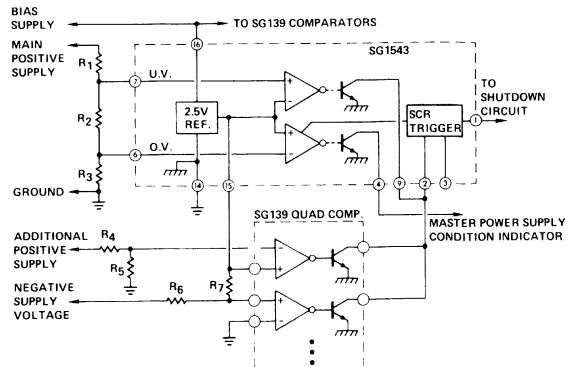 BIAS
SUPPLY
TO SG139 COMPARATORS
MAIN
POSITIVE
SUPPLY
16
SG1543
R1
7
U.V.
+
−
2.5V
REF.
R2
+
−
SCR
TRIGGER
1
TO
SHUTDOWN
CIRCUIT
6
O.V.
R3
GROUND
14
15
4
9
2
3
SG139 QUAD COMP.
MASTER POWER SUPPLY
CONDITION INDICATOR
ADDITIONAL
POSITIVE
SUPPLY
R4
R5
−
+
NEGATIVE
SUPPLY
VOLTAGE
R6
R7
+
−